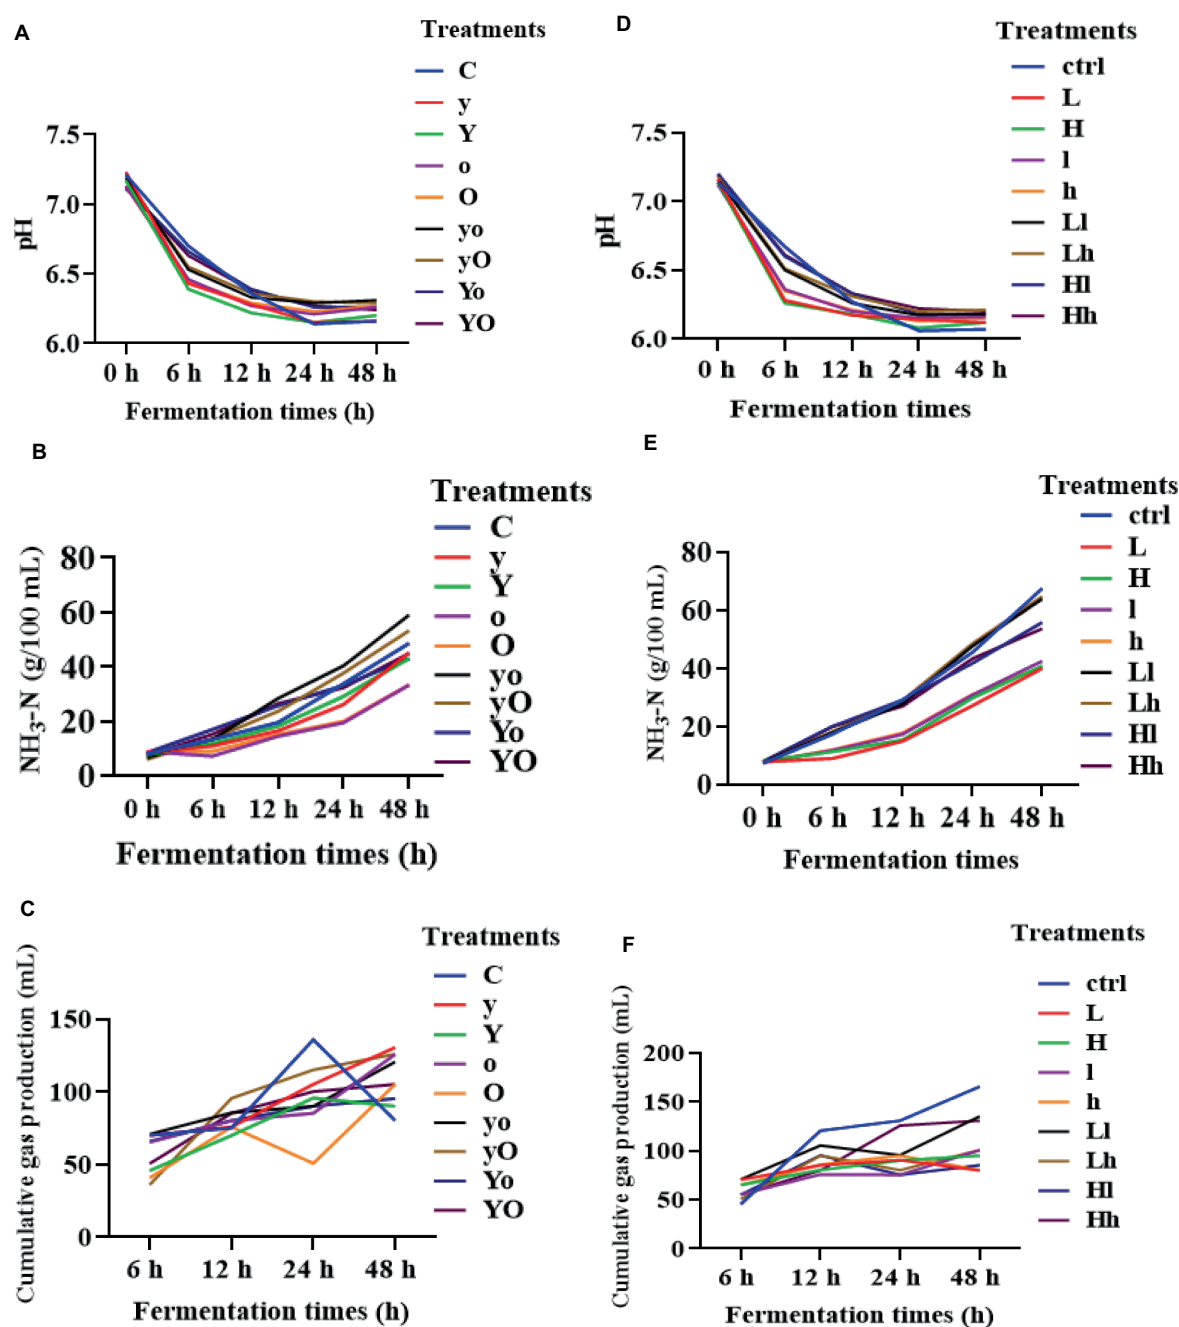 A
Treatments
C
y
Y
o
O
yo
yO
Yo
YO
7.5
7.0
6.5
6.0
pH
0 h 6 h 12 h 24 h 48 h
Fermentation times (h)
D
Treatments
ctrl
L
H
l
h
Ll
Lh
Hl
Hh
7.5
7.0
6.5
6.0
pH
0 h 6 h 12 h 24 h 48 h
Fermentation times
B
Treatments
C
y
Y
o
O
yo
yO
Yo
YO
80
60
40
20
0
NH3-N (g/100 mL)
0 h 6 h 12 h 24 h 48 h
Fermentation times (h)
E
Treatments
ctrl
L
H
l
h
Ll
Lh
Hl
Hh
80
60
40
20
0
NH3-N (g/100 mL)
0 h 6 h 12 h 24 h 48 h
Fermentation times
C
Treatments
C
y
Y
o
O
yo
yO
Yo
YO
150
100
50
0
Cumulative gas production (mL)
6 h 12 h 24 h 48 h
Fermentation times (h)
F
Treatments
ctrl
L
H
l
h
Ll
Lh
Hl
Hh
200
150
100
50
0
Cumulative gas production (mL)
6 h 12 h 24 h 48 h
Fermentation times (h)